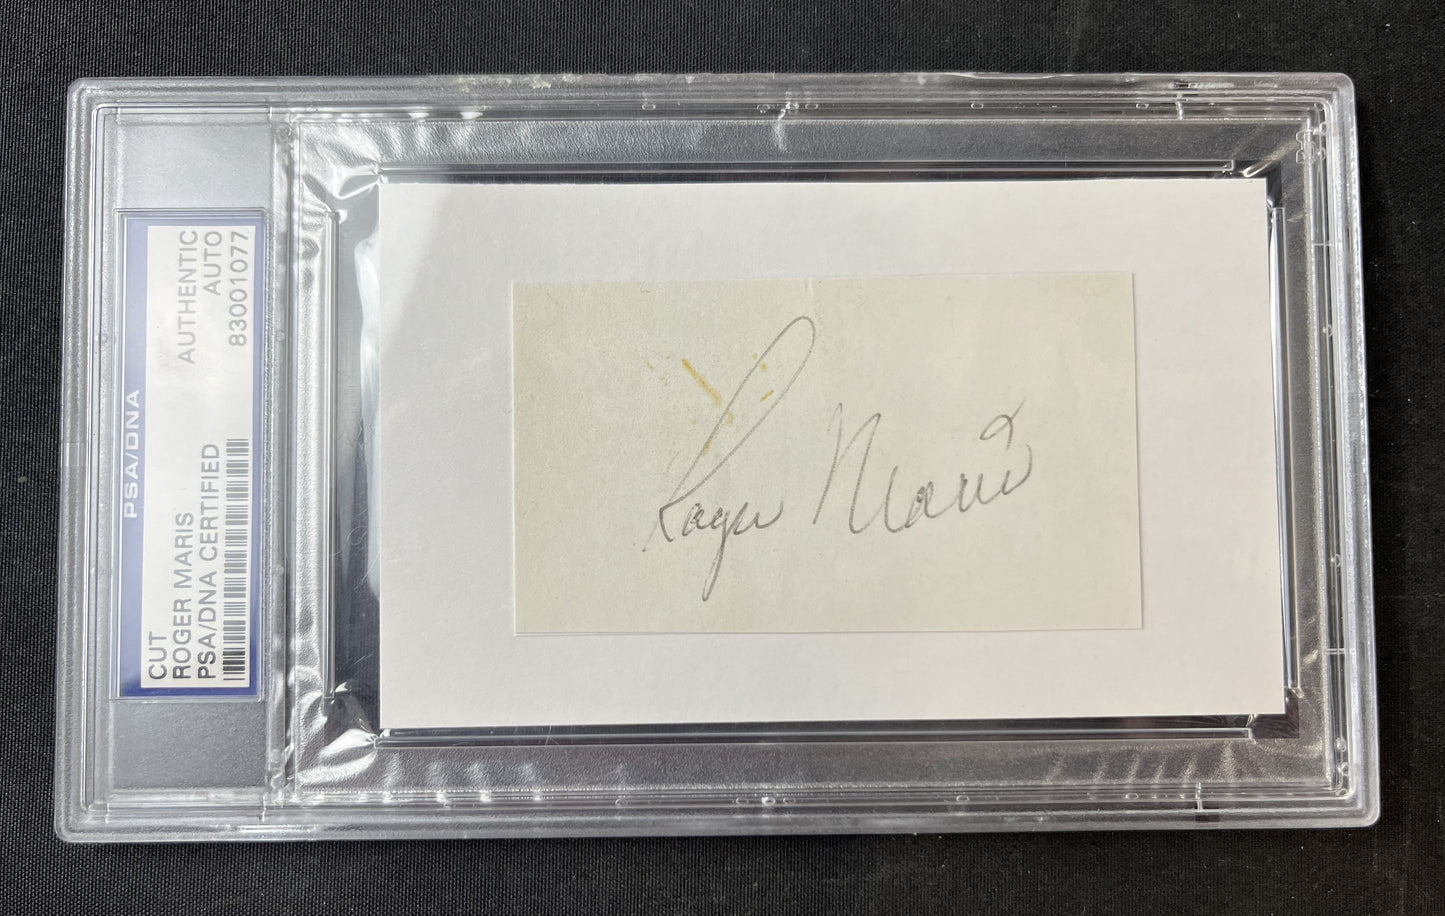 PSA/DNA
CUT
ROGER MARIS
PSA/DNA CERTIFIED
AUTHENTIC
AUTO
83001077
Roger Maris